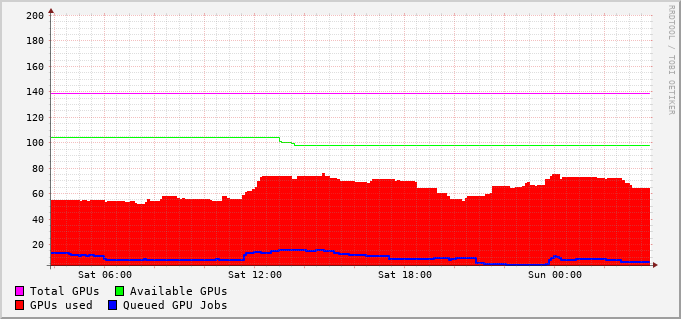 200
180
160
140
120
100
80
60
40
20
Sat 06:00 Sat 12:00 Sat 18:00 Sun 00:00
Total GPUs Available GPUs
GPUs used Queued GPU Jobs
RRDTOOL / TOBI OETIKER